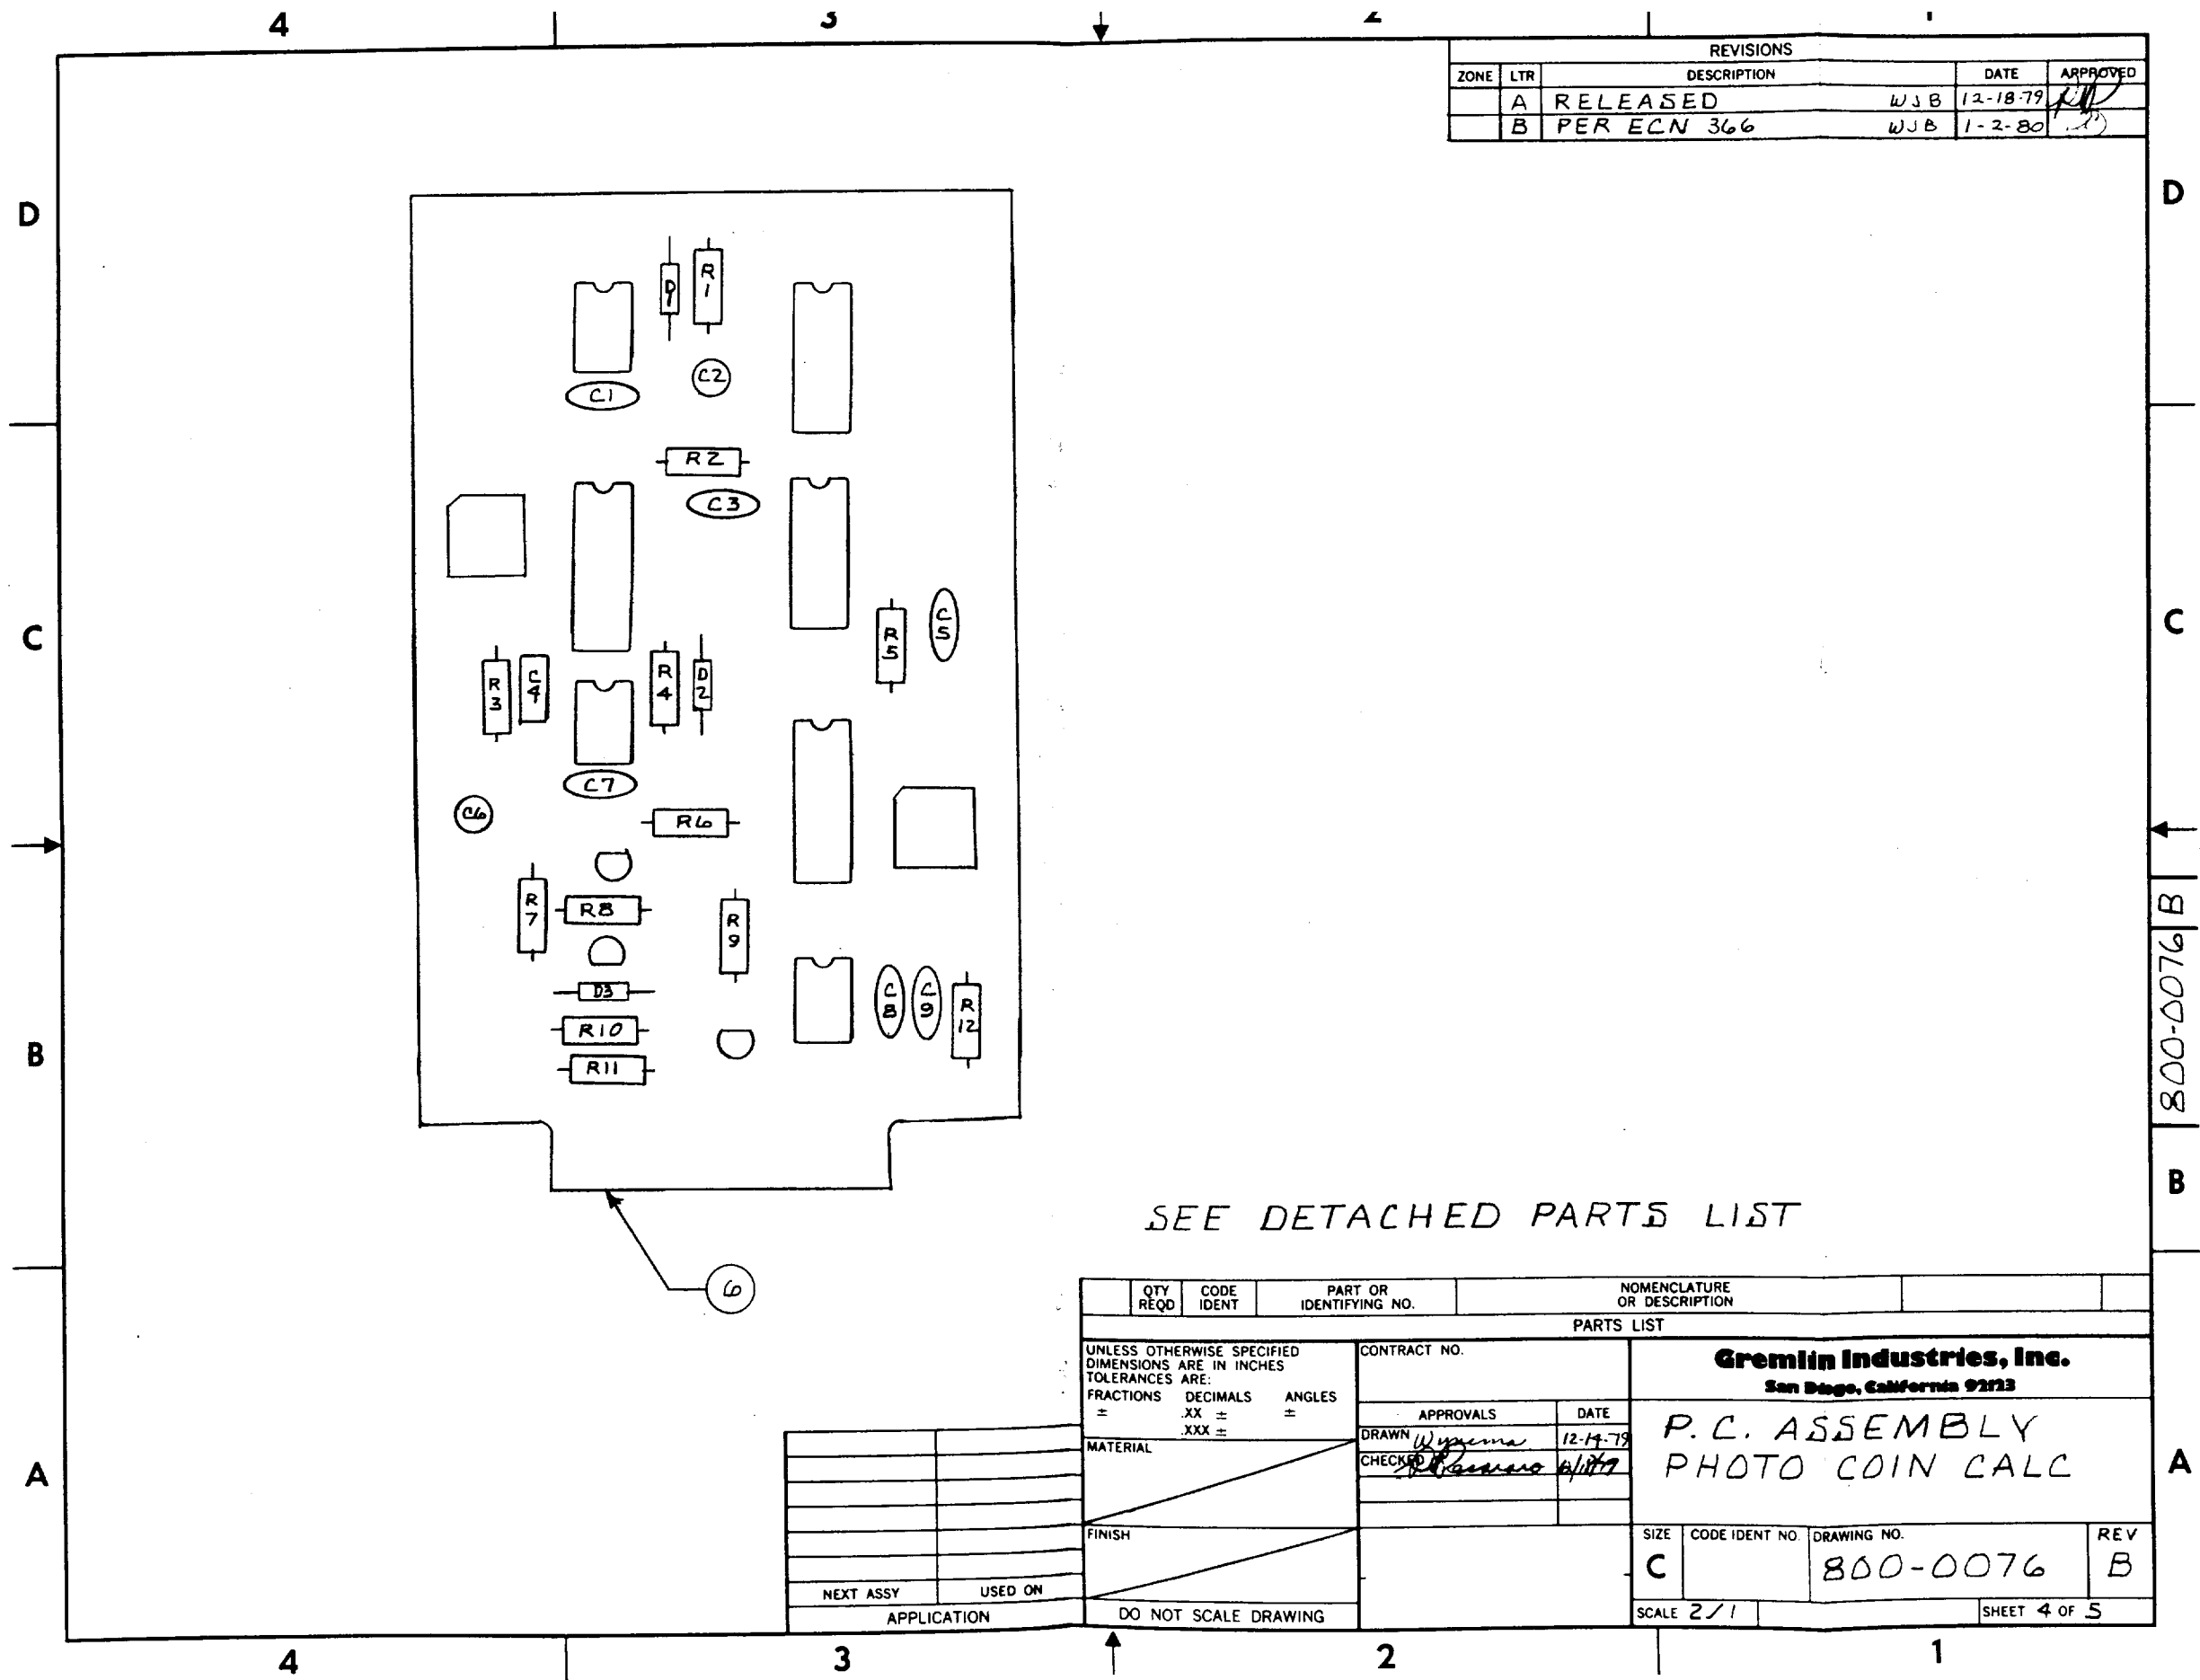 4 3
REVISIONS
ZONE LTR DESCRIPTION DATE APPROVED
A RELEASED WJB 12-18-79
B PER ECN 366 WJB 1-2-80
D D
D1
R1
C1
C2
R2
C3
C C
R3
C4
R4
D2
R5
C5
C7
C6
R6
R7
R8
R9
D3
C8
C9
R12
R10
R11
B
800-0076 B
B
6
SEE DETACHED PARTS LIST
QTY REQD CODE IDENT PART OR IDENTIFYING NO. NOMENCLATURE OR DESCRIPTION
PARTS LIST
UNLESS OTHERWISE SPECIFIED
DIMENSIONS ARE IN INCHES
TOLERANCES ARE:
FRACTIONS DECIMALS ANGLES
± .XX ± ±
.XXX ±
MATERIAL
FINISH
DO NOT SCALE DRAWING
NEXT ASSY USED ON
APPLICATION
CONTRACT NO.
APPROVALS DATE
DRAWN 12-14-79
CHECKED
Gremlin Industries, Inc.
San Diego, California 92123
P.C. ASSEMBLY
PHOTO COIN CALC
SIZE C
CODE IDENT NO.
DRAWING NO. 800-0076
REV B
SCALE 2/1
SHEET 4 OF 5
A A
4 3 2 1